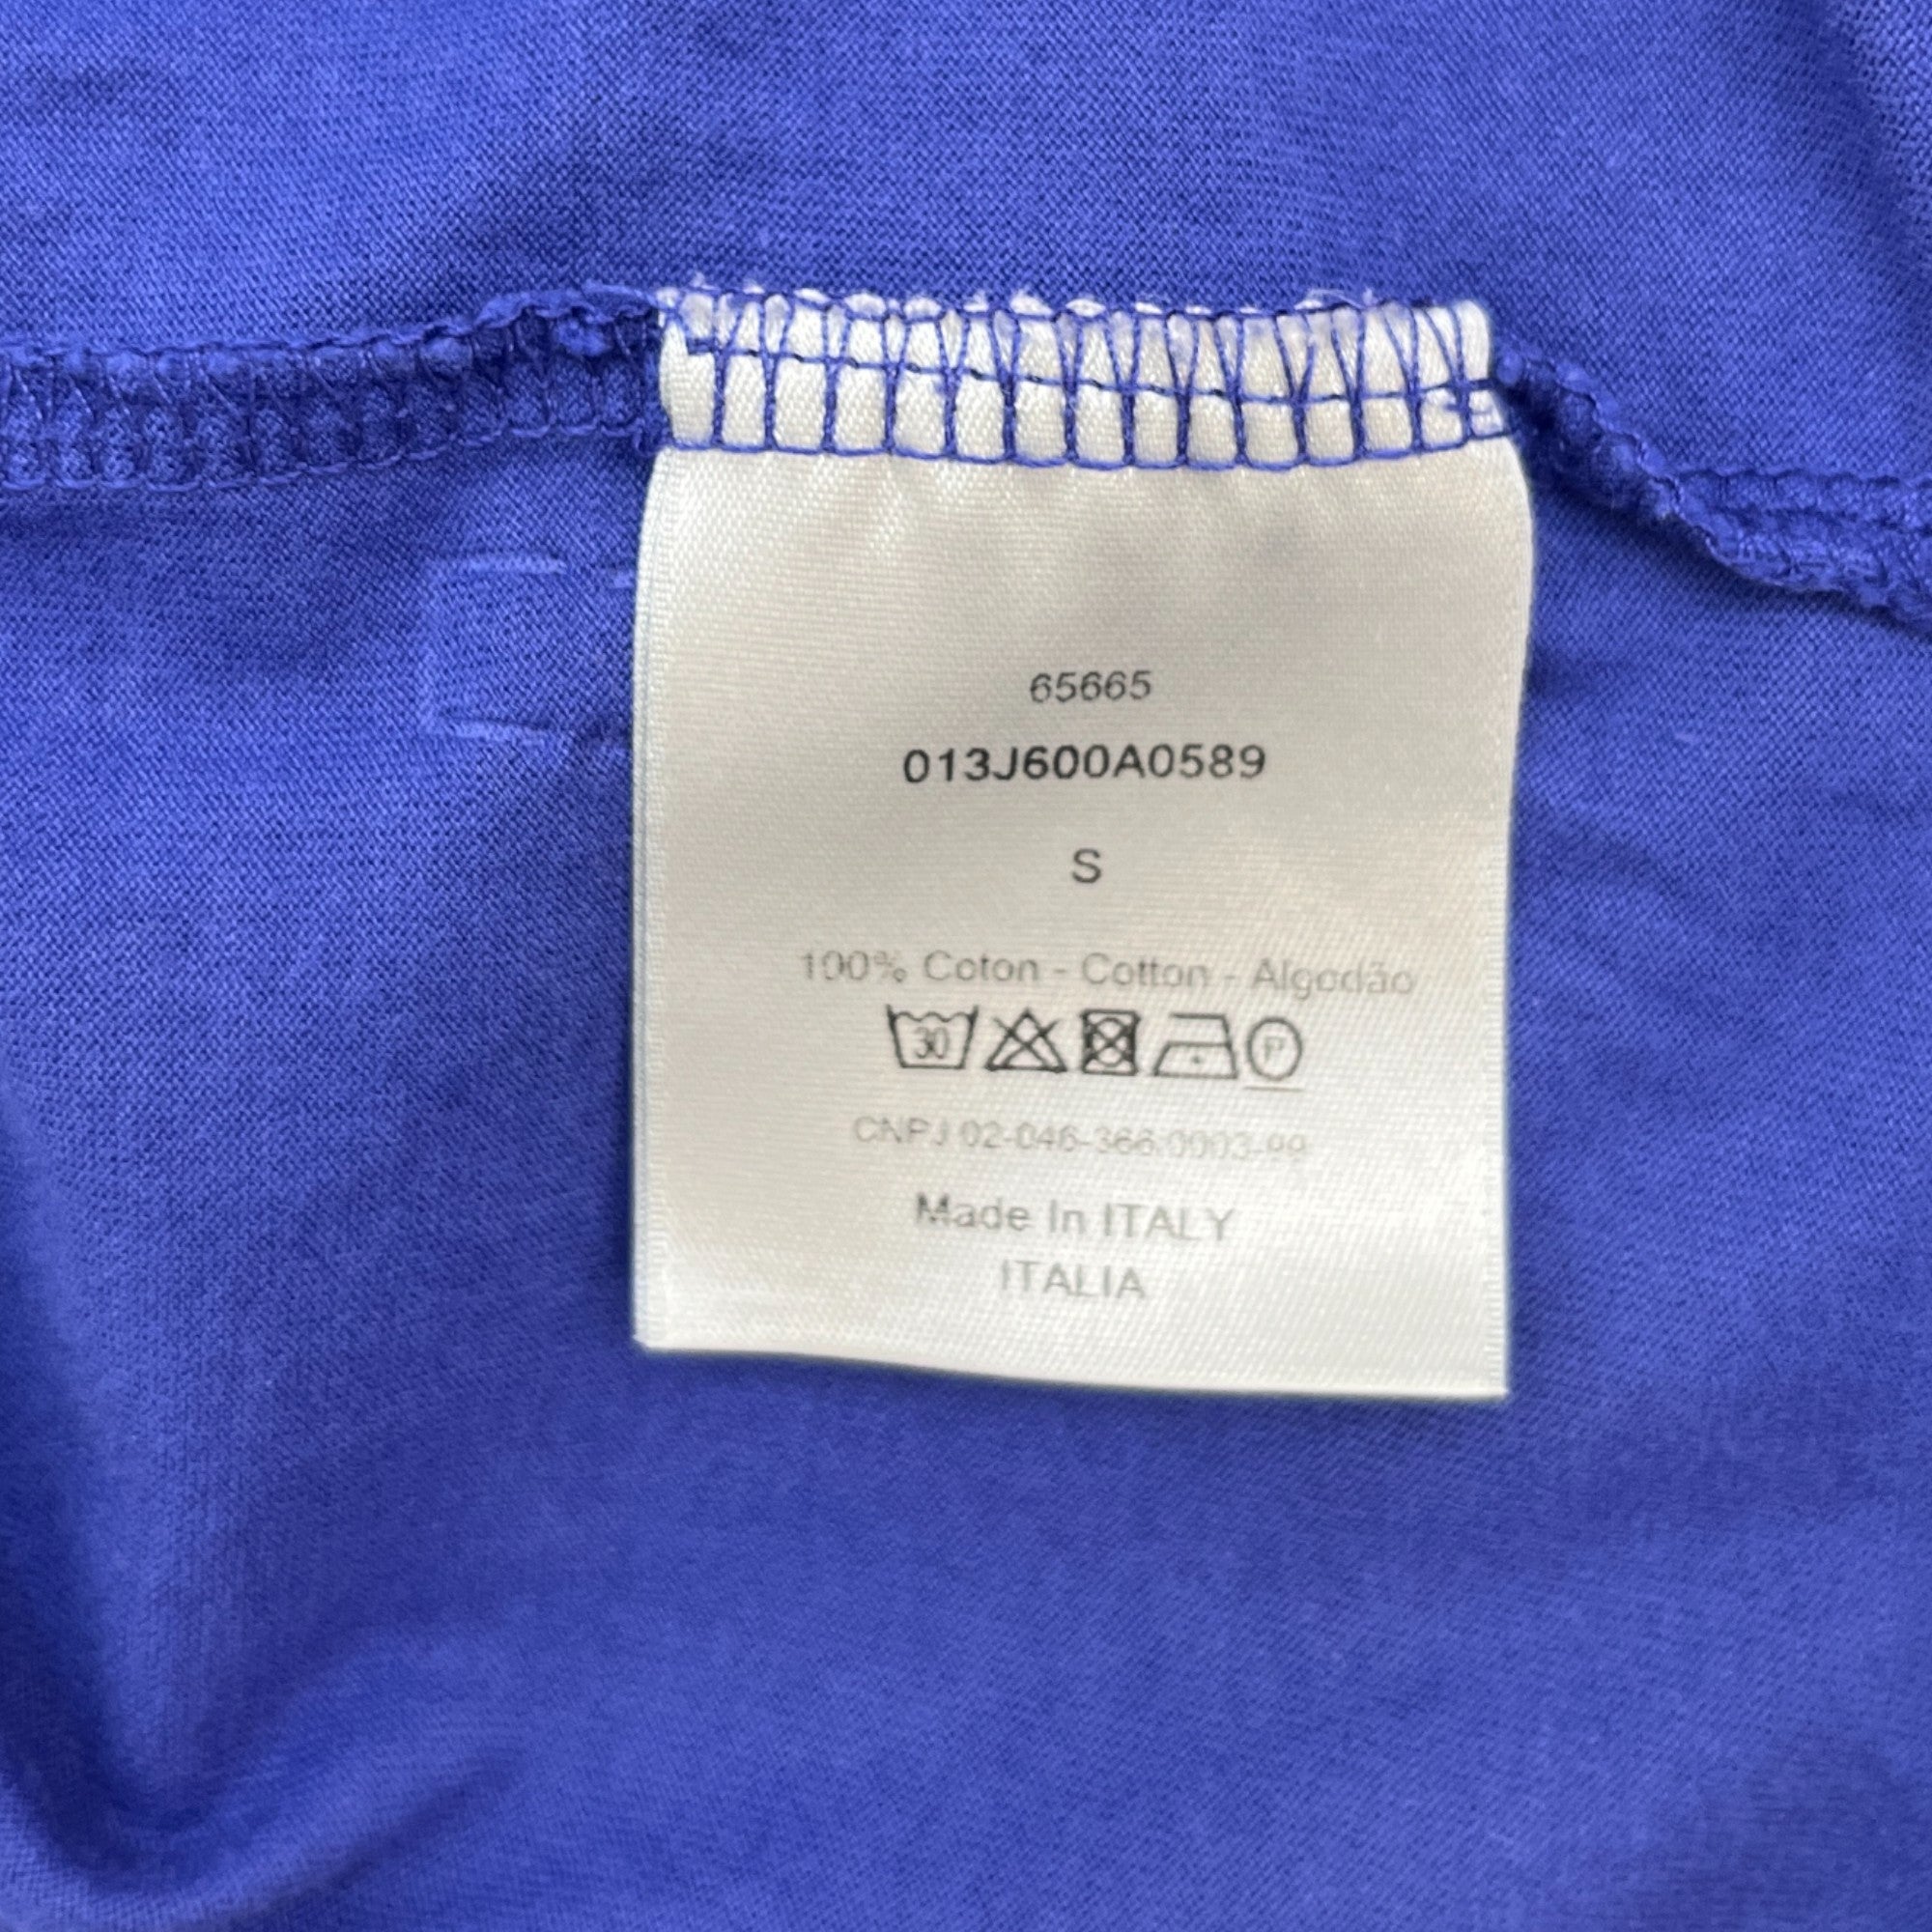 65665
013J600A0589
S
100% Coton - Cotton - Algodão
30 P
CNPJ 02-046-366.0003-99
Made In ITALY
ITALIA